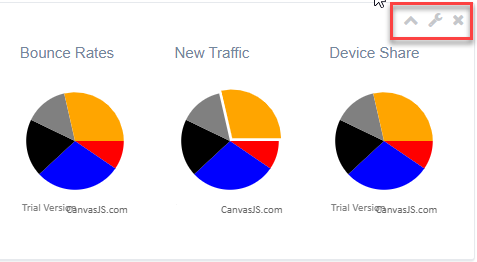 Bounce Rates
New Traffic
Device Share
Trial Version CanvasJS.com
CanvasJS.com
Trial Version CanvasJS.com